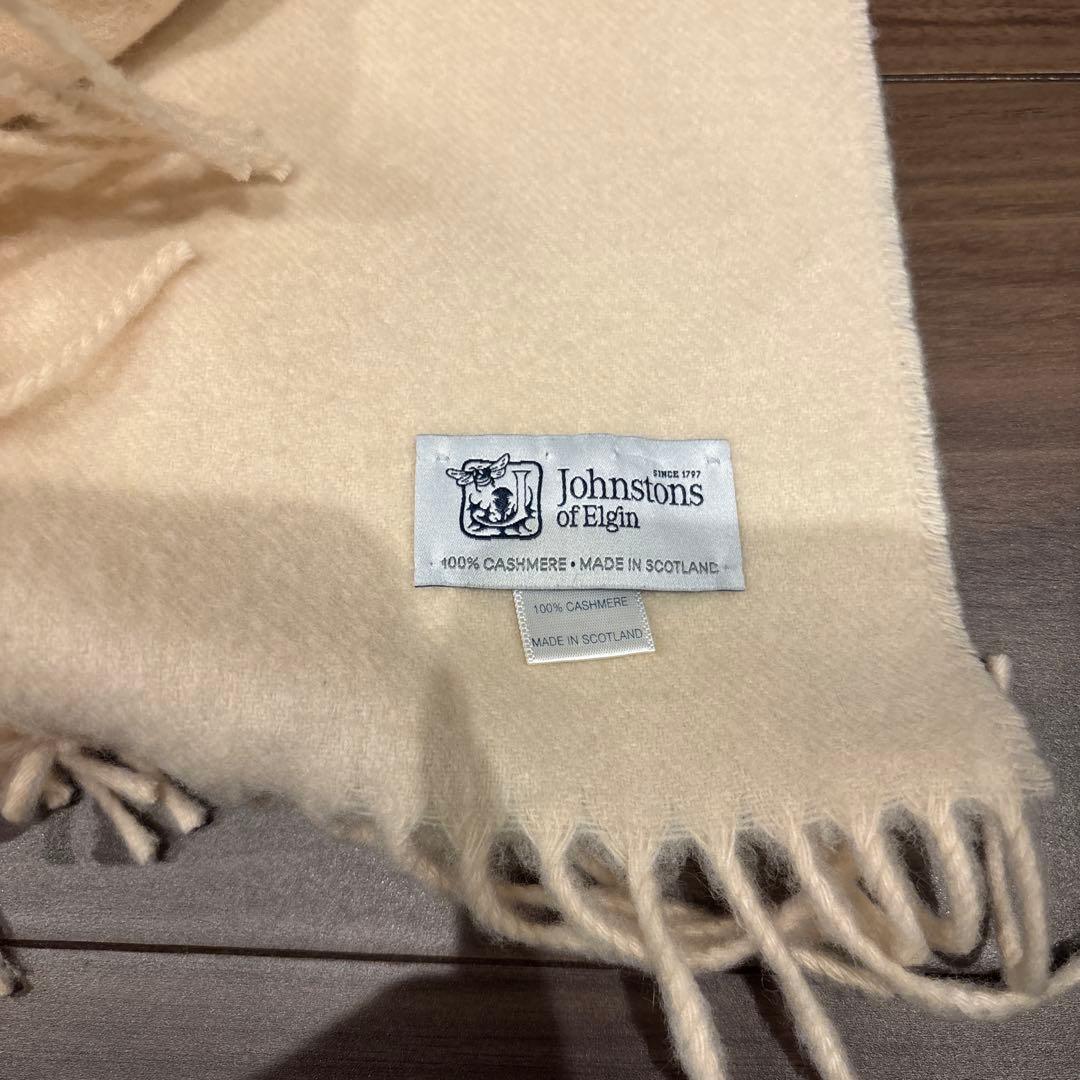 SINCE 1797
Johnstons
of Elgin
100% CASHMERE • MADE IN SCOTLAND
100% CASHMERE
MADE IN SCOTLAND